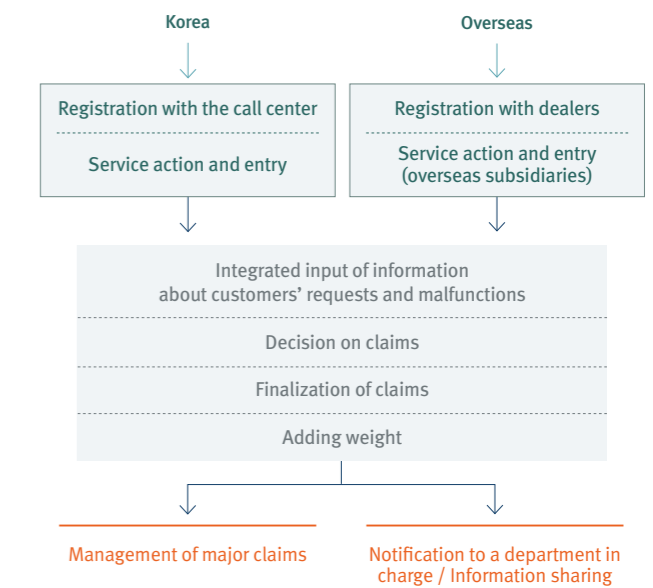 Korea
Overseas
Registration with the call center
Service action and entry
Registration with dealers
Service action and entry
(overseas subsidiaries)
Integrated input of information
about customers’ requests and malfunctions
Decision on claims
Finalization of claims
Adding weight
Management of major claims
Notification to a department in
charge / Information sharing